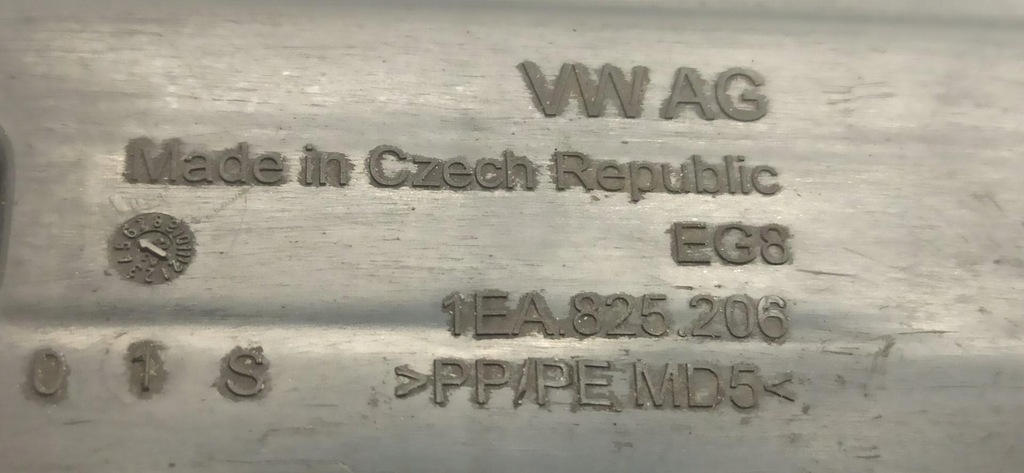 VW AG
Made in Czech Republic
EG8
1EA.825.206
0 1 S
>PP/PE MD5<